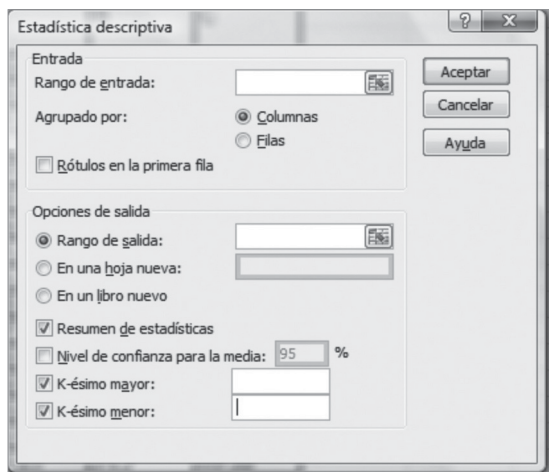 Estadística descriptiva
Entrada
Rango de entrada:
Agrupado por:
Columnas
Filas
Rótulos en la primera fila
Aceptar
Cancelar
Ayuda
Opciones de salida
Rango de salida:
En una hoja nueva:
En un libro nuevo
Resumen de estadísticas
Nivel de confianza para la media: 95 %
K-ésimo mayor:
K-ésimo menor: